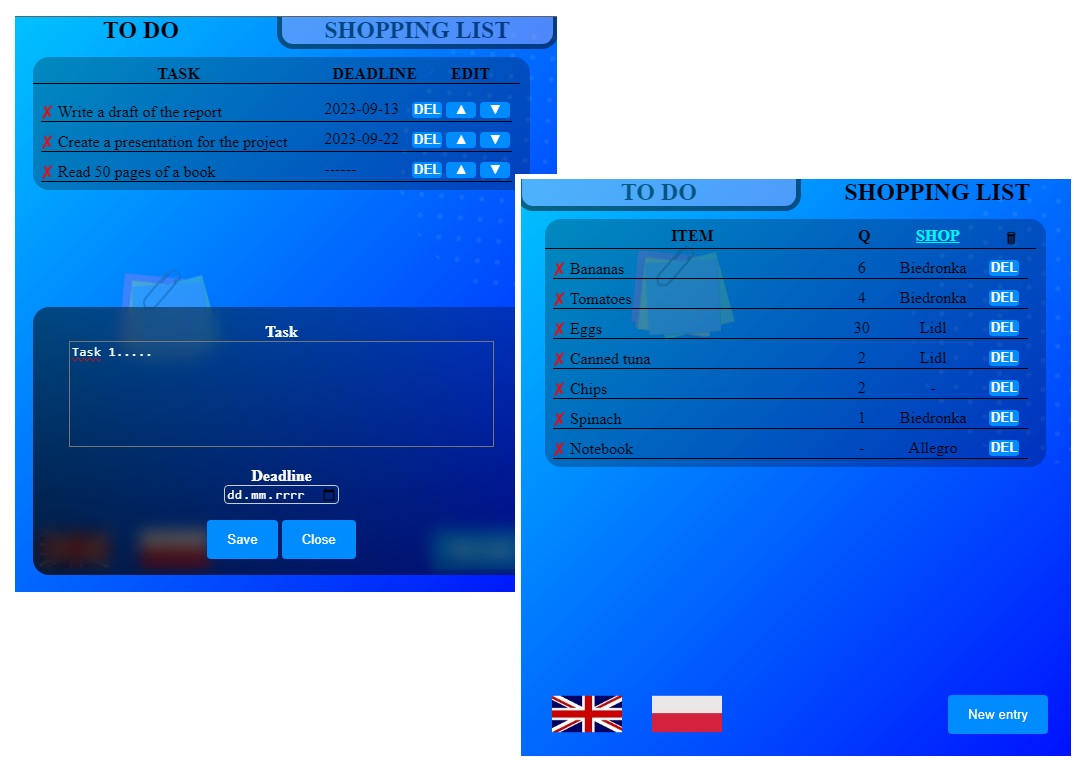 TO DO SHOPPING LIST
TASK DEADLINE EDIT
✗ Write a draft of the report 2023-09-13 DEL ▲ ▼
✗ Create a presentation for the project 2023-09-22 DEL ▲ ▼
✗ Read 50 pages of a book ------ DEL ▲ ▼
Task
Task 1.....
Deadline
dd.mm.rrrr
Save Close
TO DO SHOPPING LIST
ITEM Q SHOP
✗ Bananas 6 Biedronka DEL
✗ Tomatoes 4 Biedronka DEL
✗ Eggs 30 Lidl DEL
✗ Canned tuna 2 Lidl DEL
✗ Chips 2 - DEL
✗ Spinach 1 Biedronka DEL
✗ Notebook - Allegro DEL
New entry